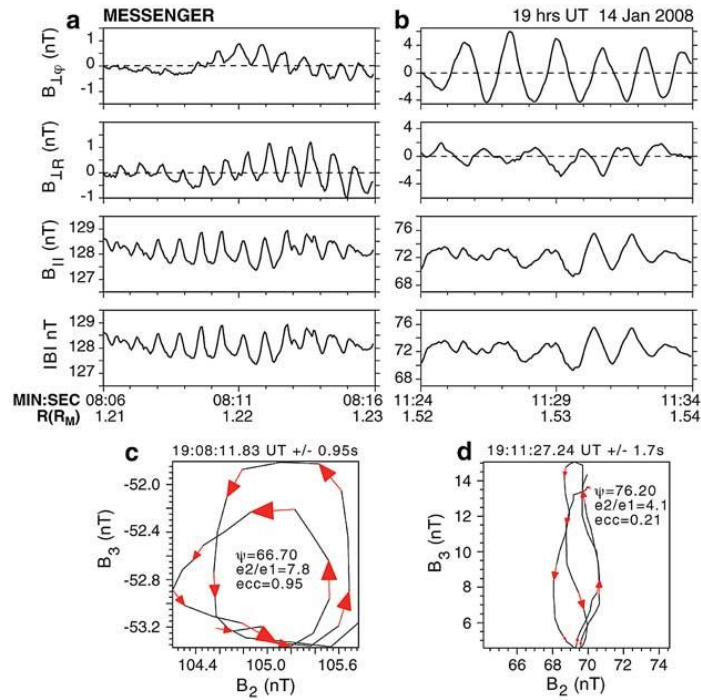 a MESSENGER b 19 hrs UT 14 Jan 2008
B⊥φ (nT) 1 0 -1 4 0 -4
B⊥R (nT) 1 0 -1 4 0 -4
B|| (nT) 129 128 127 76 72 68
|B| nT 129 128 127 76 72 68
MIN:SEC 08:06 08:11 08:16 11:24 11:29 11:34
R(RM) 1.21 1.22 1.23 1.52 1.53 1.54
c 19:08:11.83 UT +/- 0.95s
B3 (nT)
-52.0
-52.4
-52.8
-53.2
ψ=66.70
e2/e1=7.8
ecc=0.95
104.4 105.0 105.6
B2 (nT)
d 19:11:27.24 UT +/- 1.7s
B3 (nT)
14
12
10
8
6
ψ=76.20
e2/e1=4.1
ecc=0.21
66 68 70 72 74
B2 (nT)